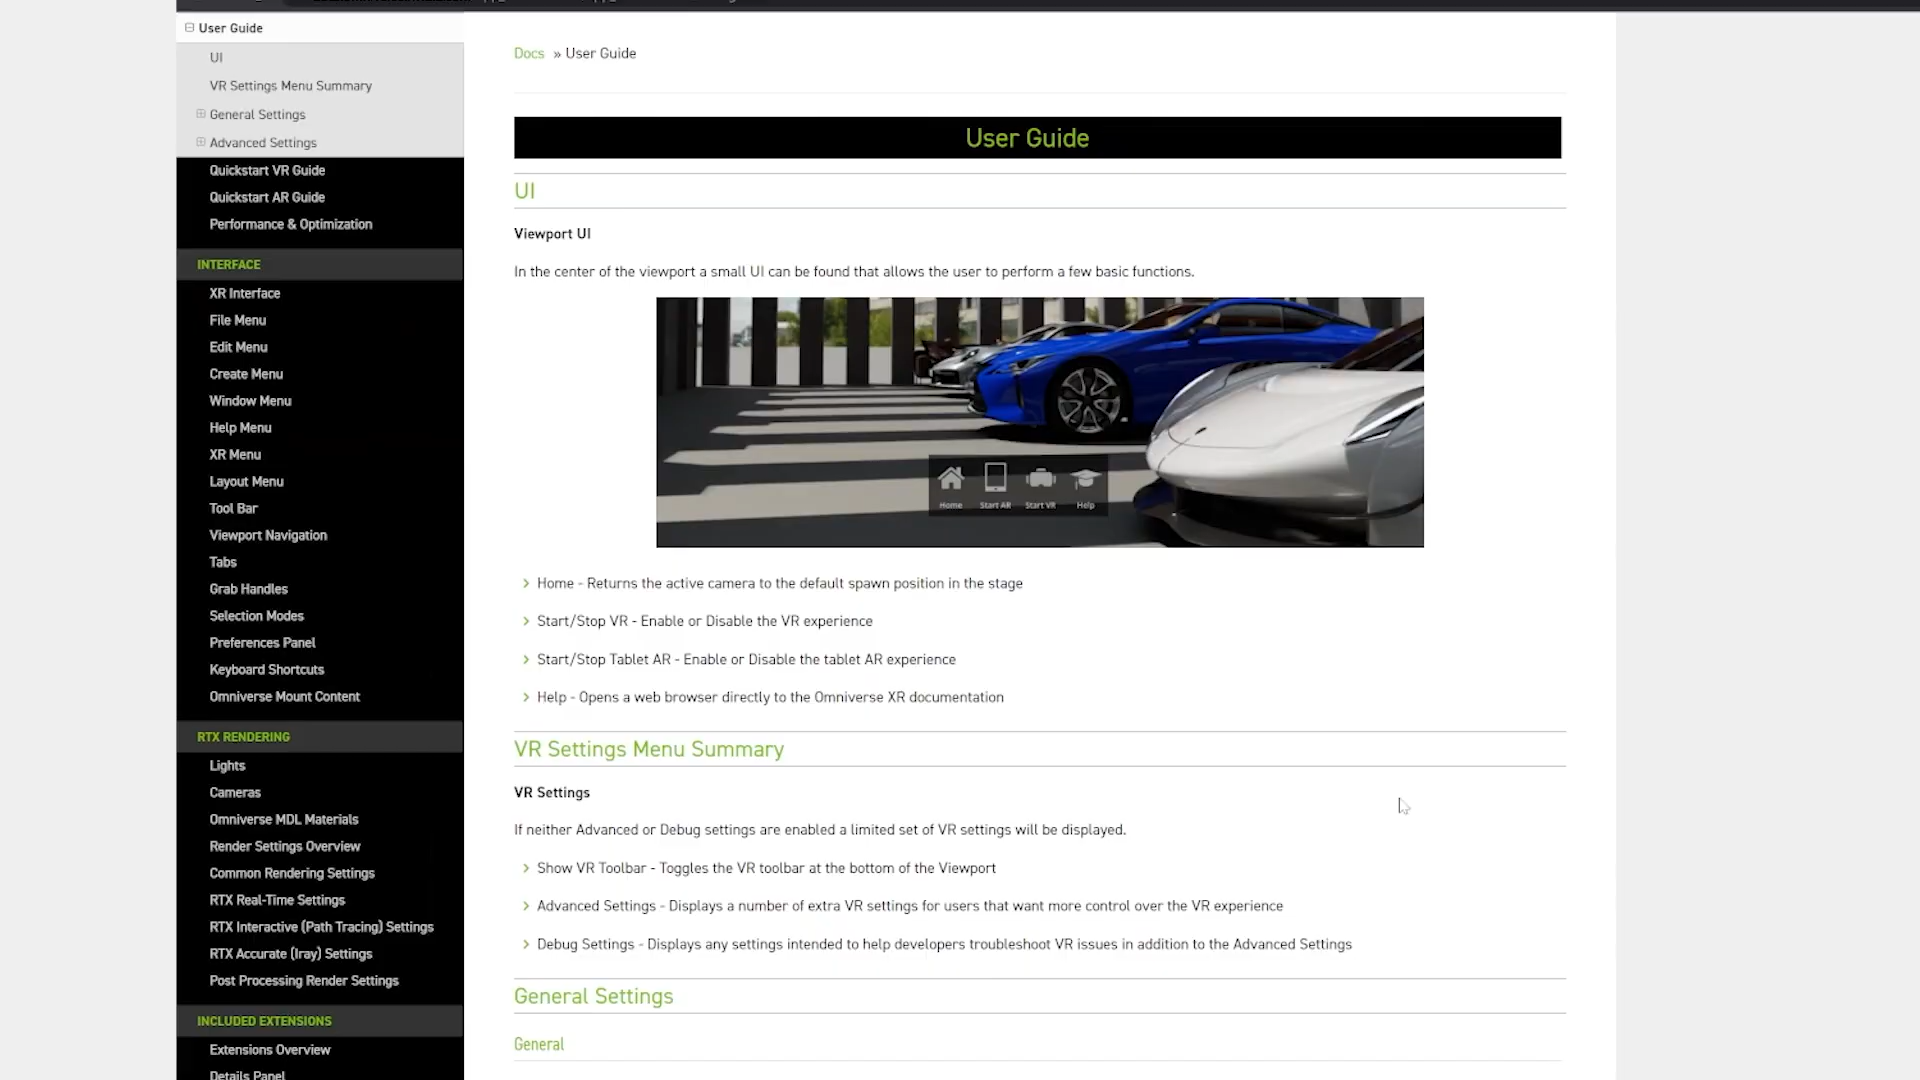 User Guide
UI
VR Settings Menu Summary
General Settings
Advanced Settings
Quickstart VR Guide
Quickstart AR Guide
Performance & Optimization
INTERFACE
XR Interface
File Menu
Edit Menu
Create Menu
Window Menu
Help Menu
XR Menu
Layout Menu
Tool Bar
Viewport Navigation
Tabs
Grab Handles
Selection Modes
Preferences Panel
Keyboard Shortcuts
Omniverse Mount Content
RTX RENDERING
Lights
Cameras
Omniverse MDL Materials
Render Settings Overview
Common Rendering Settings
RTX Real-Time Settings
RTX Interactive (Path Tracing) Settings
RTX Accurate (Iray) Settings
Post Processing Render Settings
INCLUDED EXTENSIONS
Extensions Overview
Details Panel
Docs » User Guide
User Guide
UI
Viewport UI
In the center of the viewport a small UI can be found that allows the user to perform a few basic functions.
Home Start AR Start VR Help
Home - Returns the active camera to the default spawn position in the stage
Start/Stop VR - Enable or Disable the VR experience
Start/Stop Tablet AR - Enable or Disable the tablet AR experience
Help - Opens a web browser directly to the Omniverse XR documentation
VR Settings Menu Summary
VR Settings
If neither Advanced or Debug settings are enabled a limited set of VR settings will be displayed.
Show VR Toolbar - Toggles the VR toolbar at the bottom of the Viewport
Advanced Settings - Displays a number of extra VR settings for users that want more control over the VR experience
Debug Settings - Displays any settings intended to help developers troubleshoot VR issues in addition to the Advanced Settings
General Settings
General